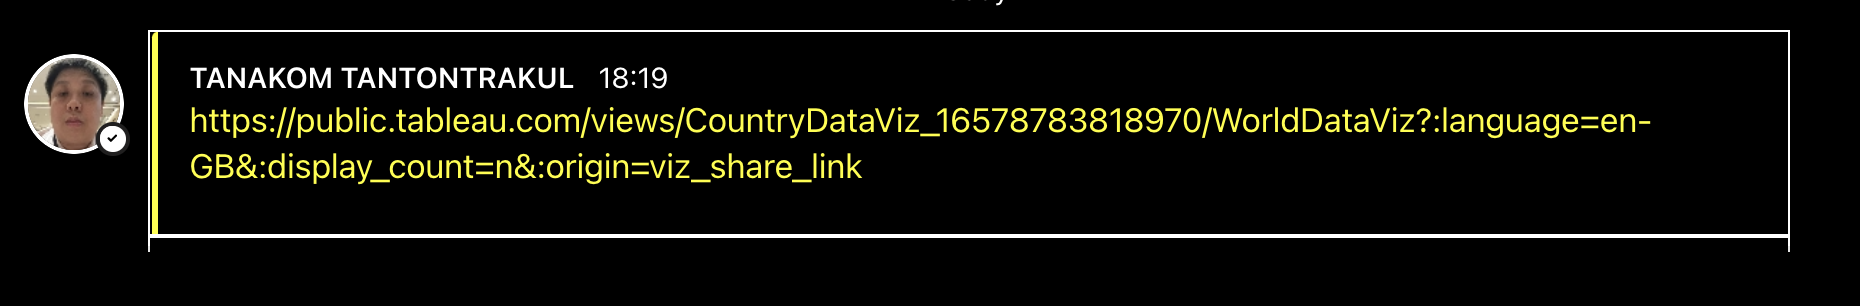 TANAKOM TANTONTRAKUL 18:19
https://public.tableau.com/views/CountryDataViz_16578783818970/WorldDataViz?:language=en-
GB&:display_count=n&:origin=viz_share_link